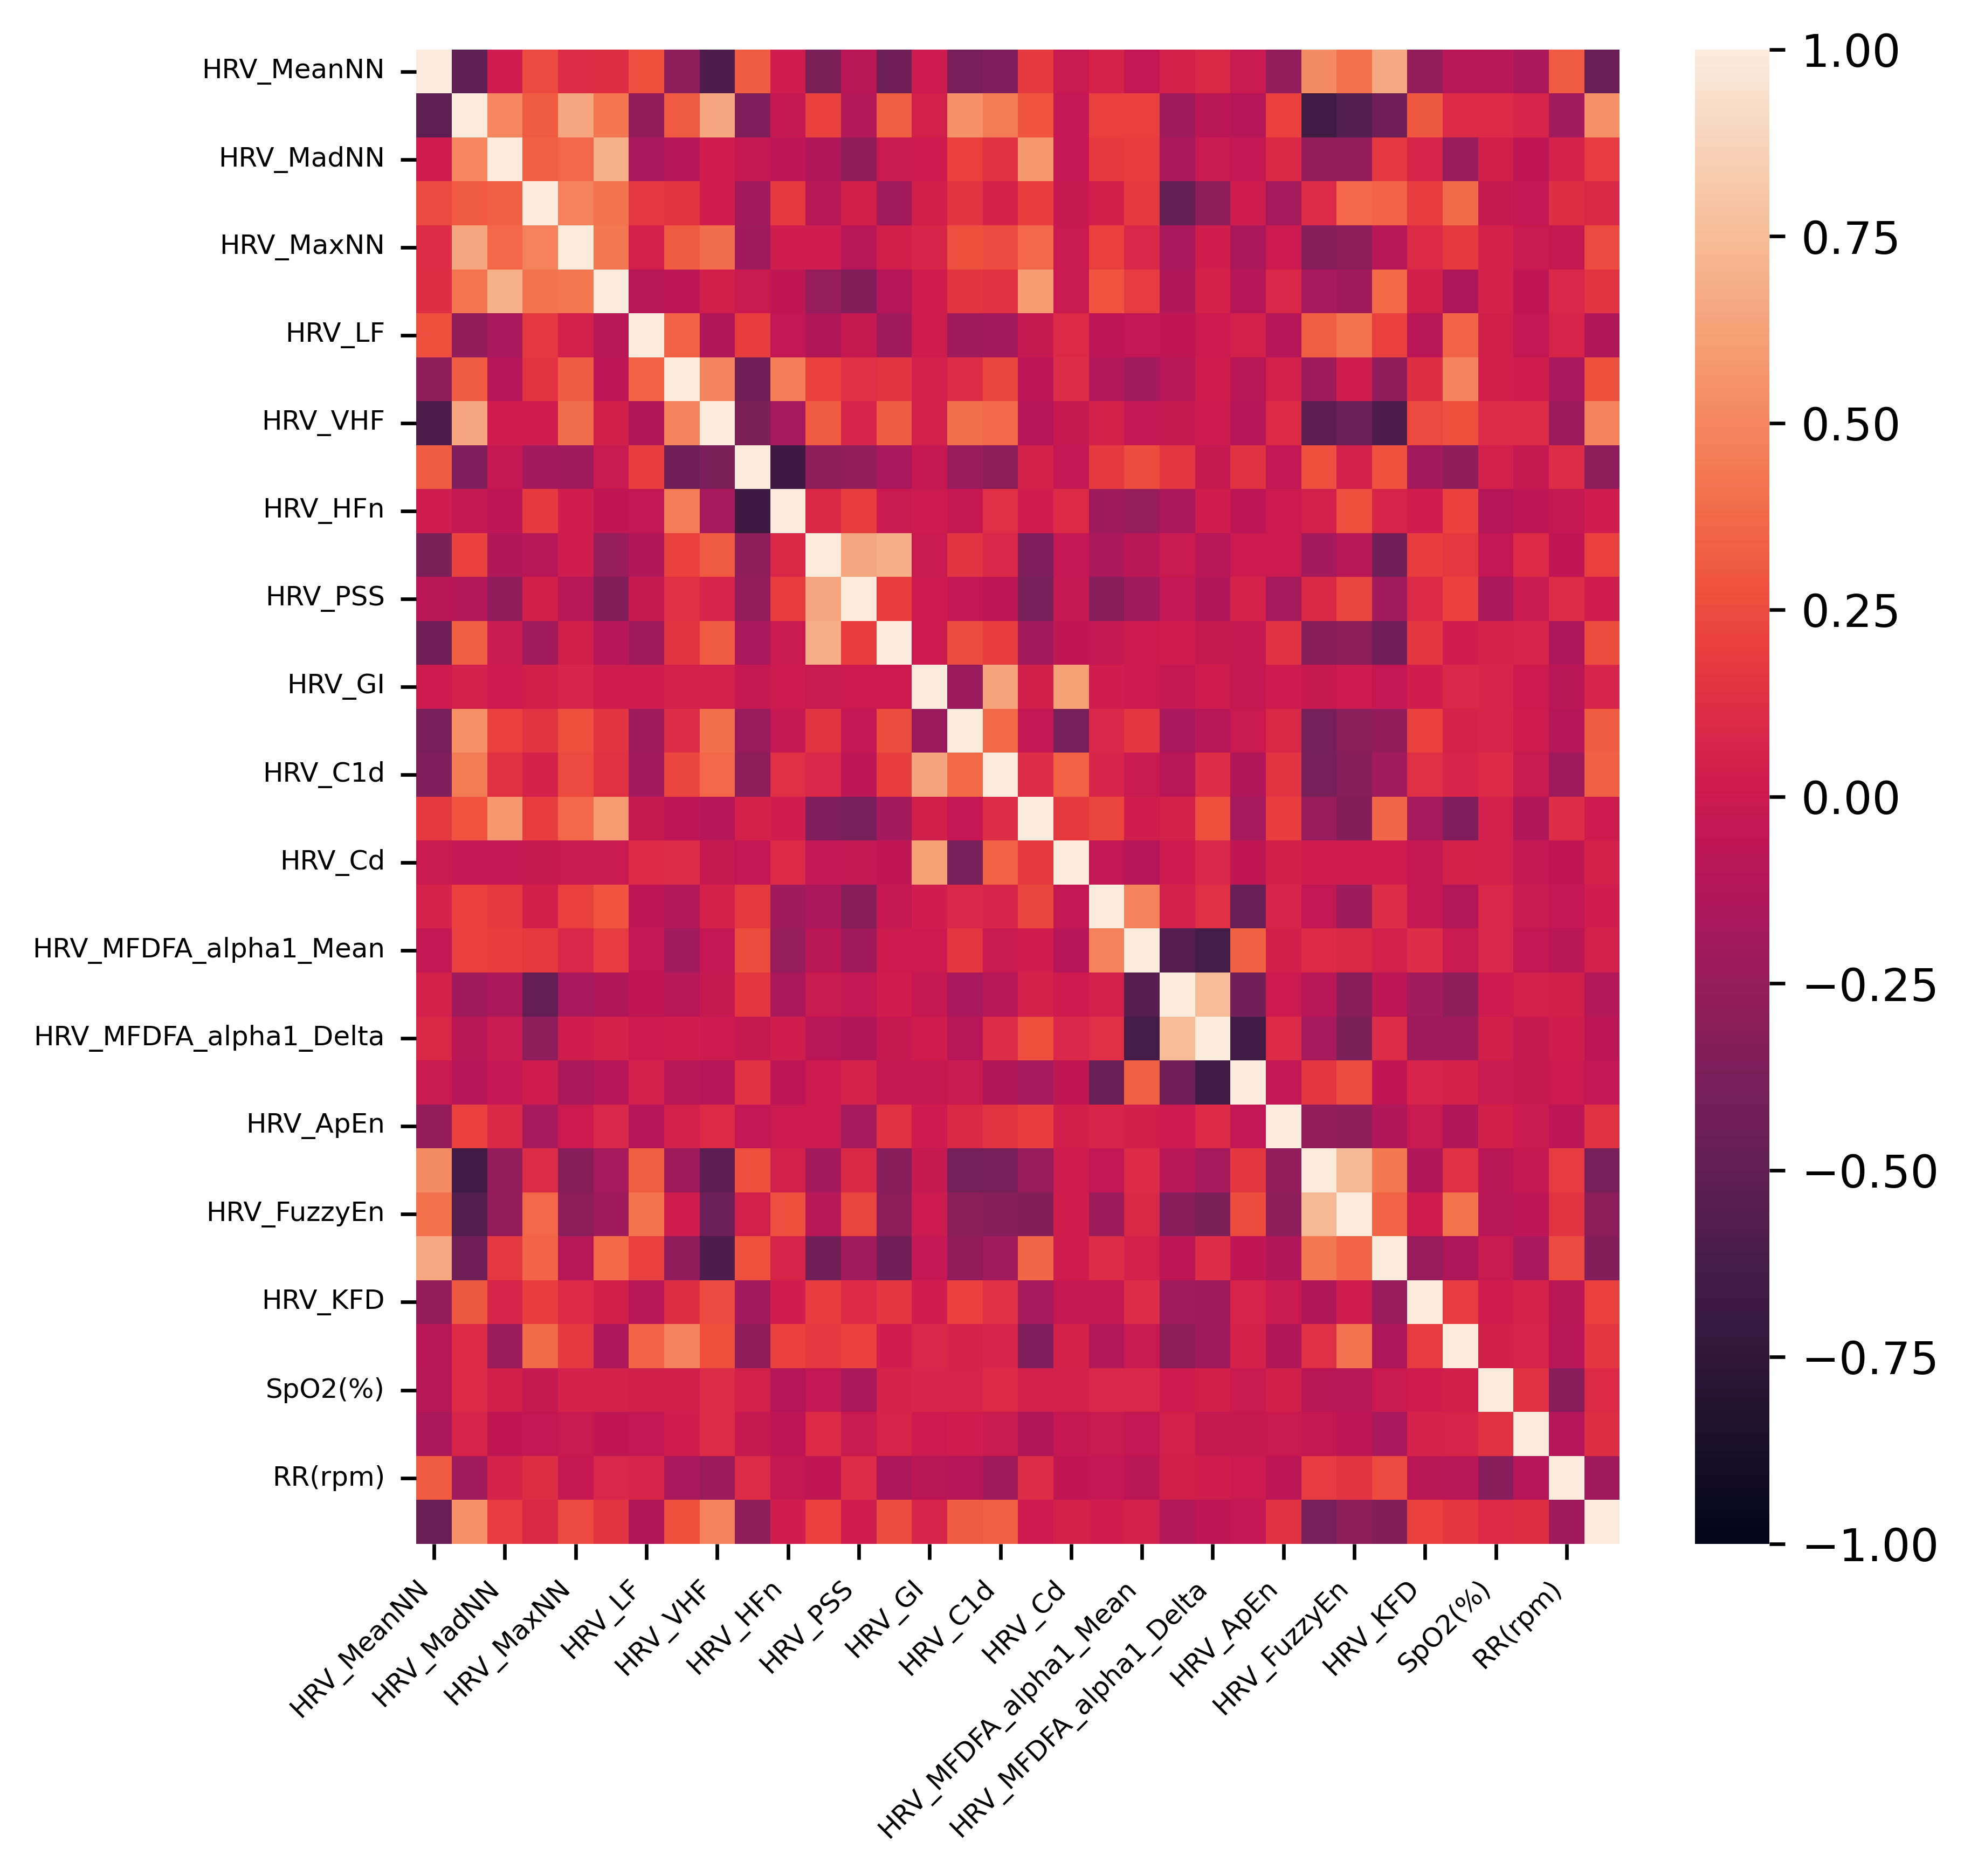 HRV_MeanNN
HRV_MadNN
HRV_MaxNN
HRV_LF
HRV_VHF
HRV_HFn
HRV_PSS
HRV_GI
HRV_C1d
HRV_Cd
HRV_MFDFA_alpha1_Mean
HRV_MFDFA_alpha1_Delta
HRV_ApEn
HRV_FuzzyEn
HRV_KFD
SpO2(%)
RR(rpm)
HRV_MeanNN
HRV_MadNN
HRV_MaxNN
HRV_LF
HRV_VHF
HRV_HFn
HRV_PSS
HRV_GI
HRV_C1d
HRV_Cd
HRV_MFDFA_alpha1_Mean
HRV_MFDFA_alpha1_Delta
HRV_ApEn
HRV_FuzzyEn
HRV_KFD
SpO2(%)
RR(rpm)
1.00
0.75
0.50
0.25
0.00
−0.25
−0.50
−0.75
−1.00